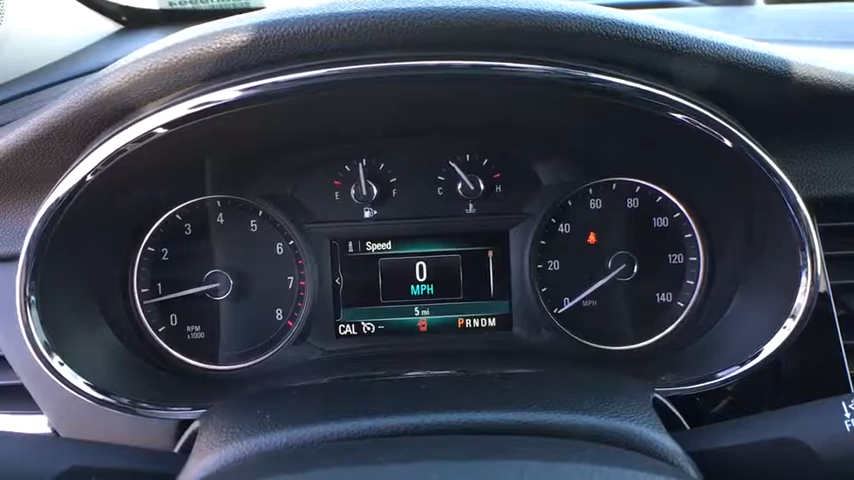 E F
C H
0 1 2 3 4 5 6 7 8
RPM
x1000
Speed
0
MPH
5 mi
CAL --
PRNDM
0 20 40 60 80 100 120 140
MPH